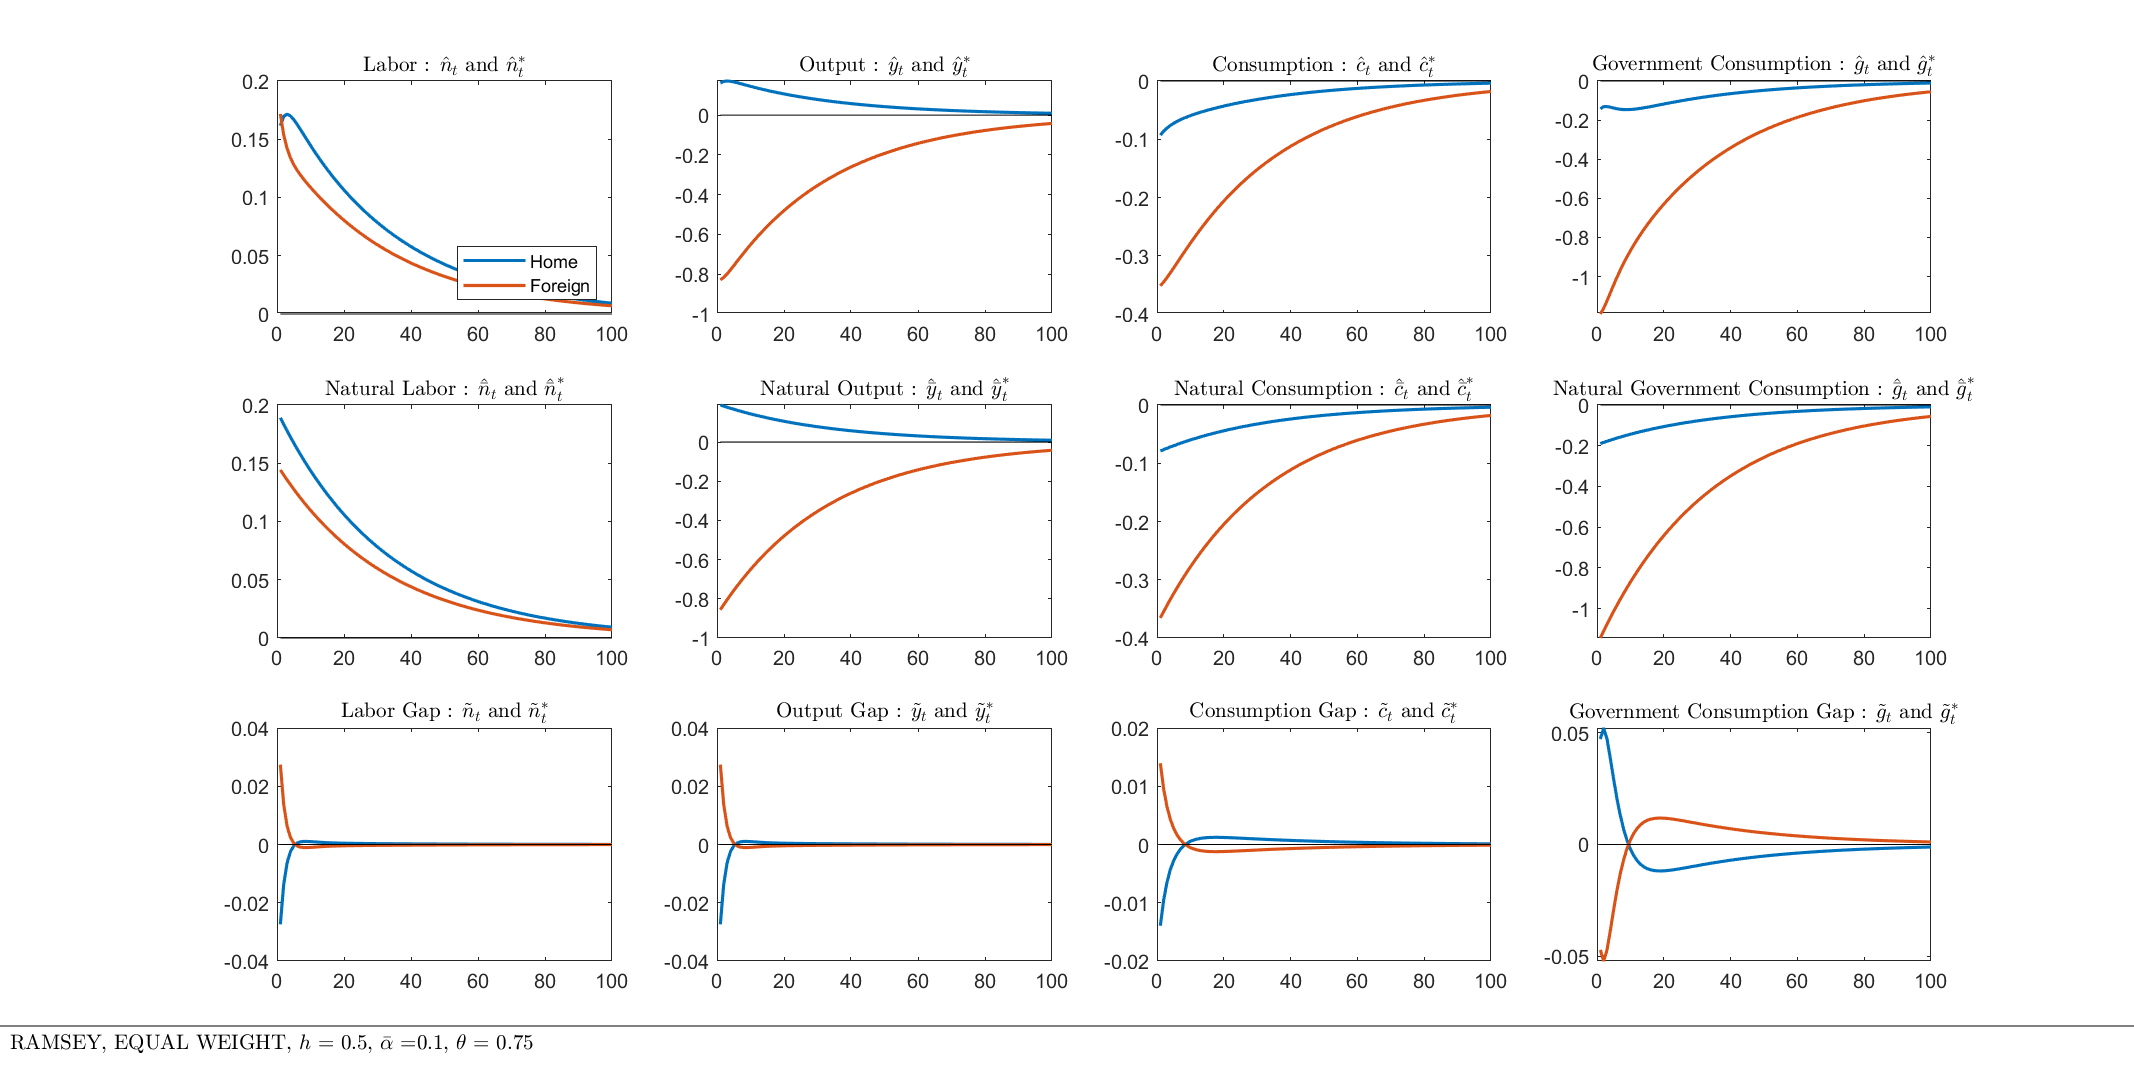 Labor : n̂ₜ and n̂ₜ*
0.2
0.15
0.1
0.05
0
0 20 40 60 80 100
Home
Foreign
Output : ŷₜ and ŷₜ*
0
-0.2
-0.4
-0.6
-0.8
-1
0 20 40 60 80 100
Consumption : ĉₜ and ĉₜ*
0
-0.1
-0.2
-0.3
-0.4
0 20 40 60 80 100
Government Consumption : ĝₜ and ĝₜ*
0
-0.2
-0.4
-0.6
-0.8
-1
0 20 40 60 80 100
Natural Labor : n̂̄ₜ and n̂̄ₜ*
0.2
0.15
0.1
0.05
0
0 20 40 60 80 100
Natural Output : ŷ̄ₜ and ŷ̄ₜ*
0
-0.2
-0.4
-0.6
-0.8
-1
0 20 40 60 80 100
Natural Consumption : ĉ̄ₜ and ĉ̄ₜ*
0
-0.1
-0.2
-0.3
-0.4
0 20 40 60 80 100
Natural Government Consumption : ĝ̄ₜ and ĝ̄ₜ*
0
-0.2
-0.4
-0.6
-0.8
-1
0 20 40 60 80 100
Labor Gap : ñₜ and ñₜ*
0.04
0.02
0
-0.02
-0.04
0 20 40 60 80 100
Output Gap : ỹₜ and ỹₜ*
0.04
0.02
0
-0.02
-0.04
0 20 40 60 80 100
Consumption Gap : c̃ₜ and c̃ₜ*
0.02
0.01
0
-0.01
-0.02
0 20 40 60 80 100
Government Consumption Gap : g̃ₜ and g̃ₜ*
0.05
0
-0.05
0 20 40 60 80 100
RAMSEY, EQUAL WEIGHT, h = 0.5, ᾱ =0.1, θ = 0.75